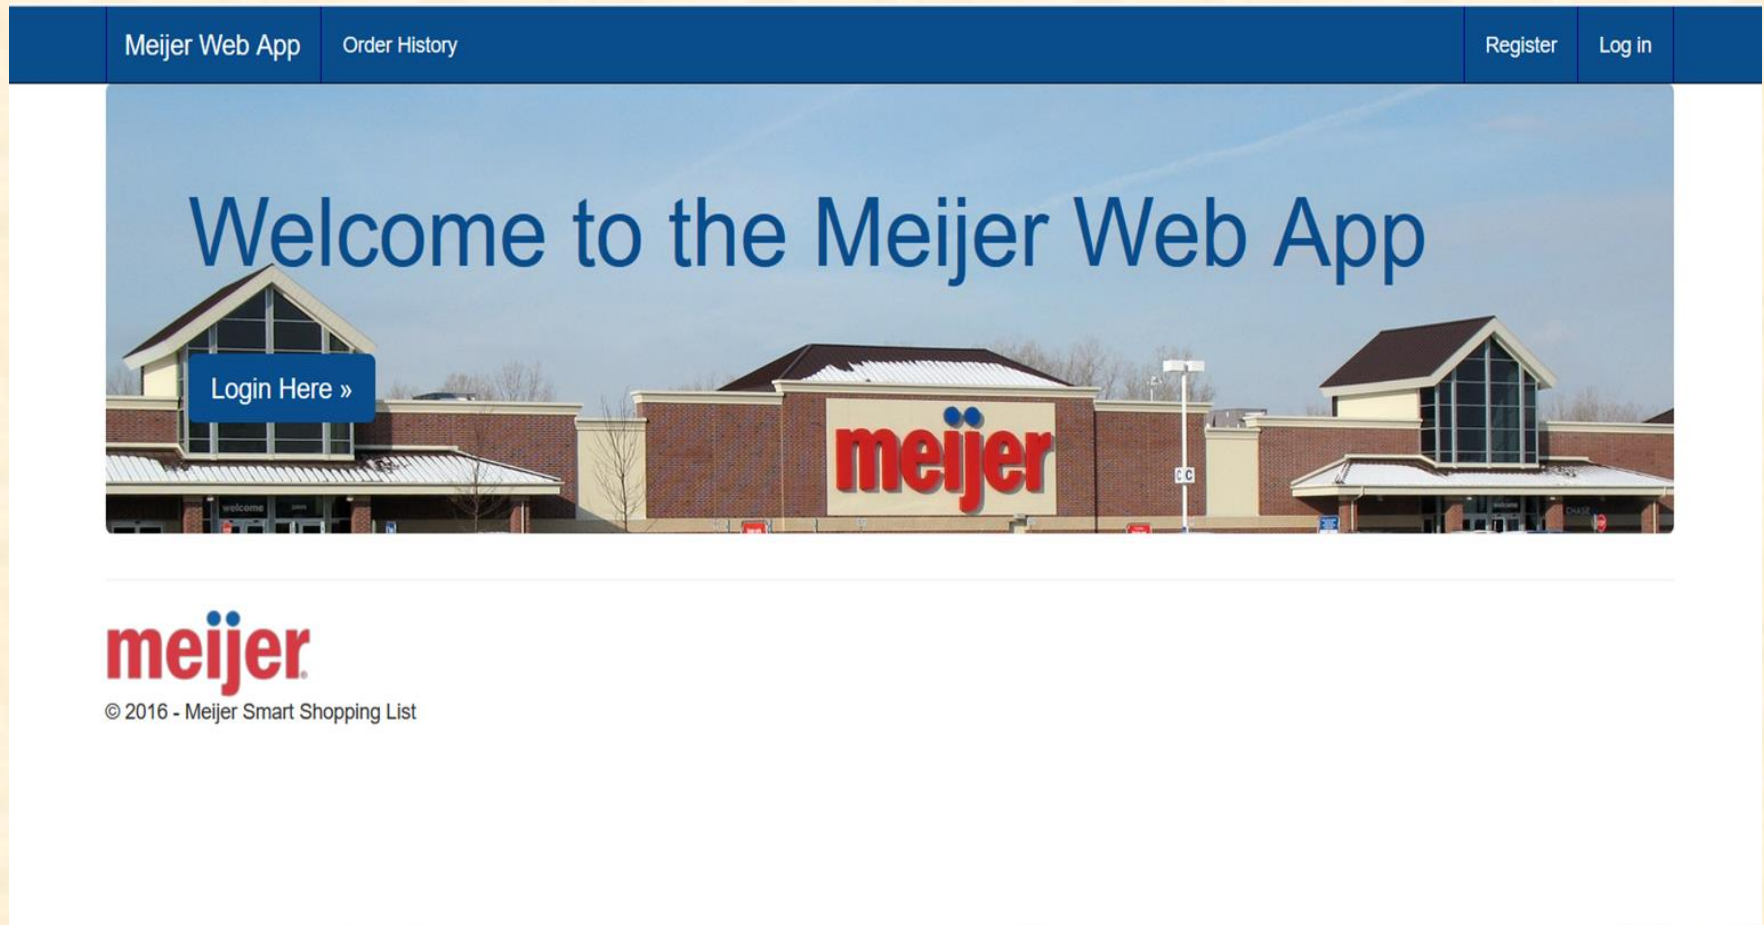 Meijer Web App Order History Register Log in
Welcome to the Meijer Web App
Login Here »
meijer
C C
welcome
CHASE
meijer
© 2016 - Meijer Smart Shopping List